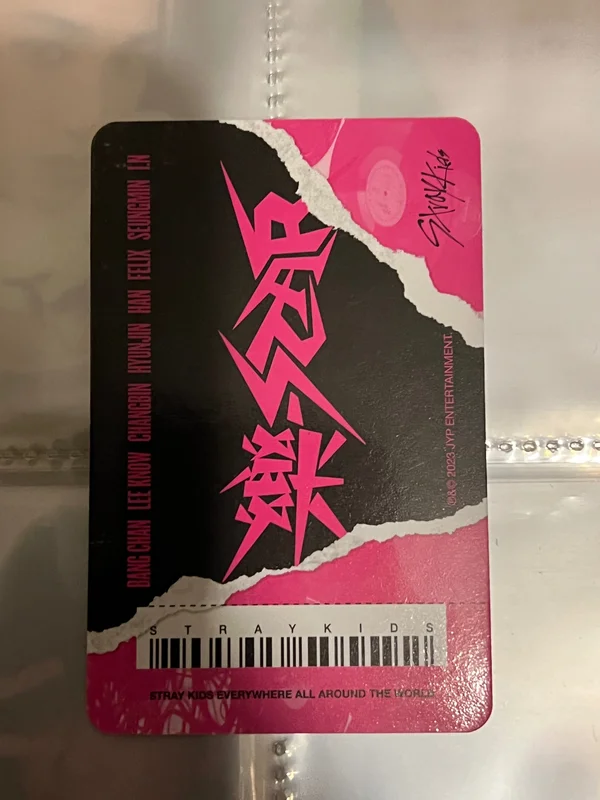 BANG CHAN LEE KNOW CHANGBIN HYUNJIN HAN FELIX SEUNGMIN I.N
樂-STAR
Stray Kids
℗&© 2023 JYP ENTERTAINMENT.
STRAYKIDS
STRAY KIDS EVERYWHERE ALL AROUND THE WORLD